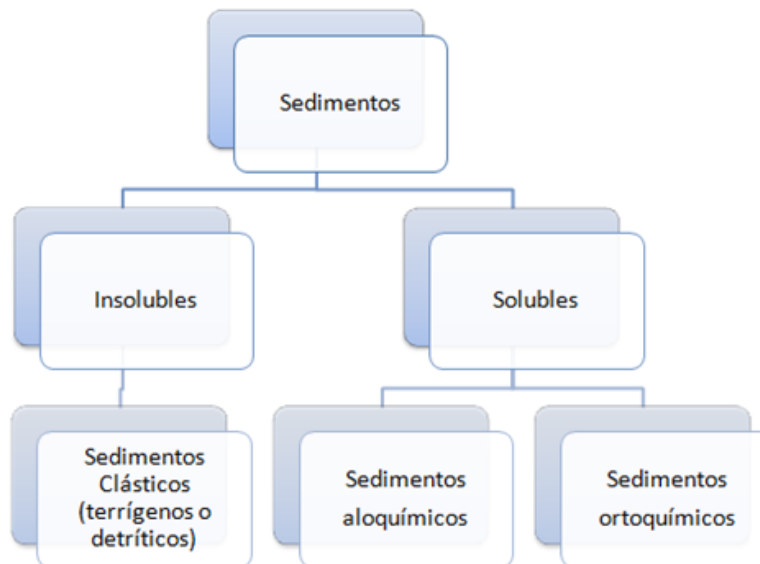 Sedimentos
Insolubles
Solubles
Sedimentos
Clásticos
(terrígenos o
detríticos)
Sedimentos
aloquímicos
Sedimentos
ortoquímicos